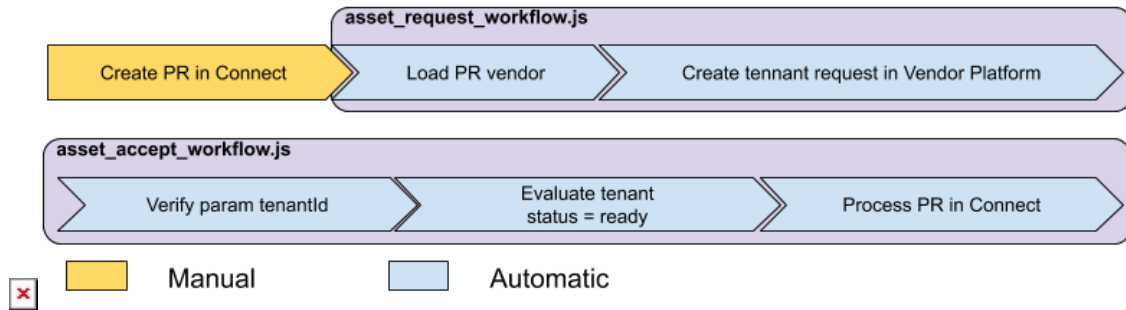 asset_request_workflow.js
Create PR in Connect
Load PR vendor
Create tennant request in Vendor Platform
asset_accept_workflow.js
Verify param tenantId
Evaluate tenant
status = ready
Process PR in Connect
Manual
Automatic